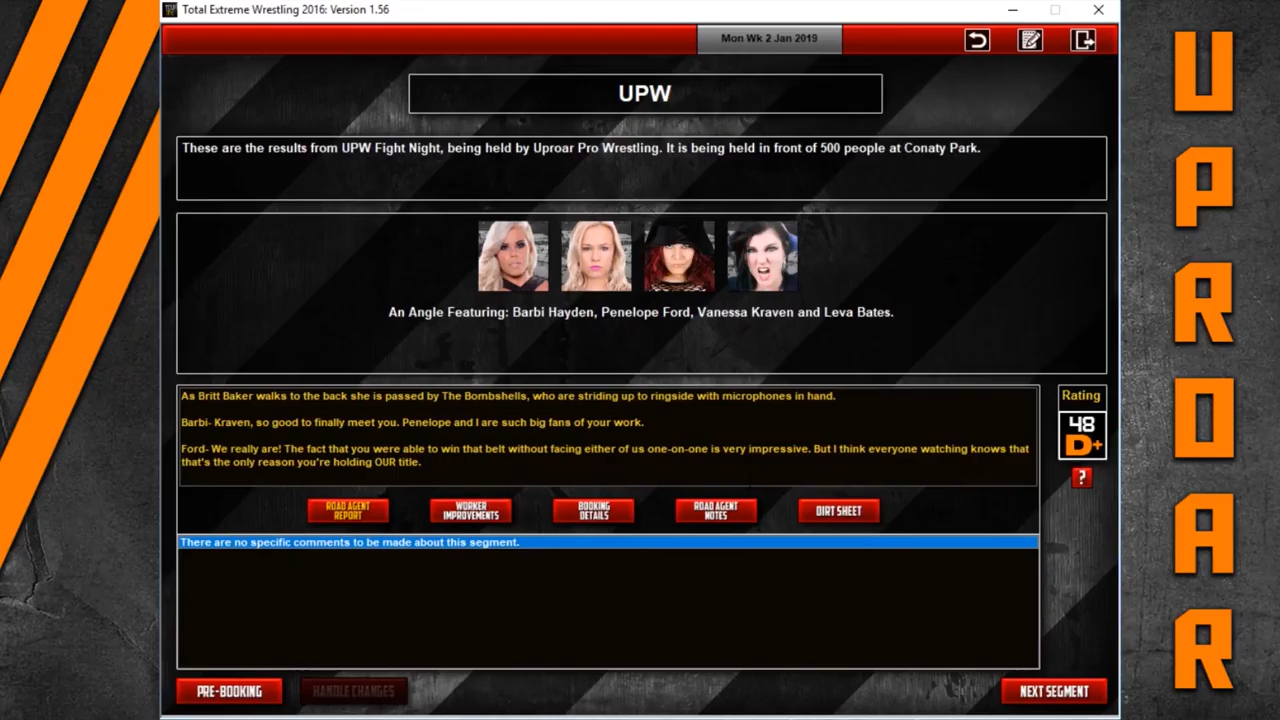 Total Extreme Wrestling 2016: Version 1.56
Mon Wk 2 Jan 2019
UPW
These are the results from UPW Fight Night, being held by Uproar Pro Wrestling. It is being held in front of 500 people at Conaty Park.
An Angle Featuring: Barbi Hayden, Penelope Ford, Vanessa Kraven and Leva Bates.
As Britt Baker walks to the back she is passed by The Bombshells, who are striding up to ringside with microphones in hand.
Barbi- Kraven, so good to finally meet you. Penelope and I are such big fans of your work.
Ford- We really are! The fact that you were able to win that belt without facing either of us one-on-one is very impressive. But I think everyone watching knows that
that's the only reason you're holding OUR title.
Rating
48
D+
?
ROAD AGENT
REPORT
WORKER
IMPROVEMENTS
BOOKING
DETAILS
ROAD AGENT
NOTES
DIRT SHEET
There are no specific comments to be made about this segment.
PRE-BOOKING
HANDLE CHANGES
NEXT SEGMENT
UPROAR